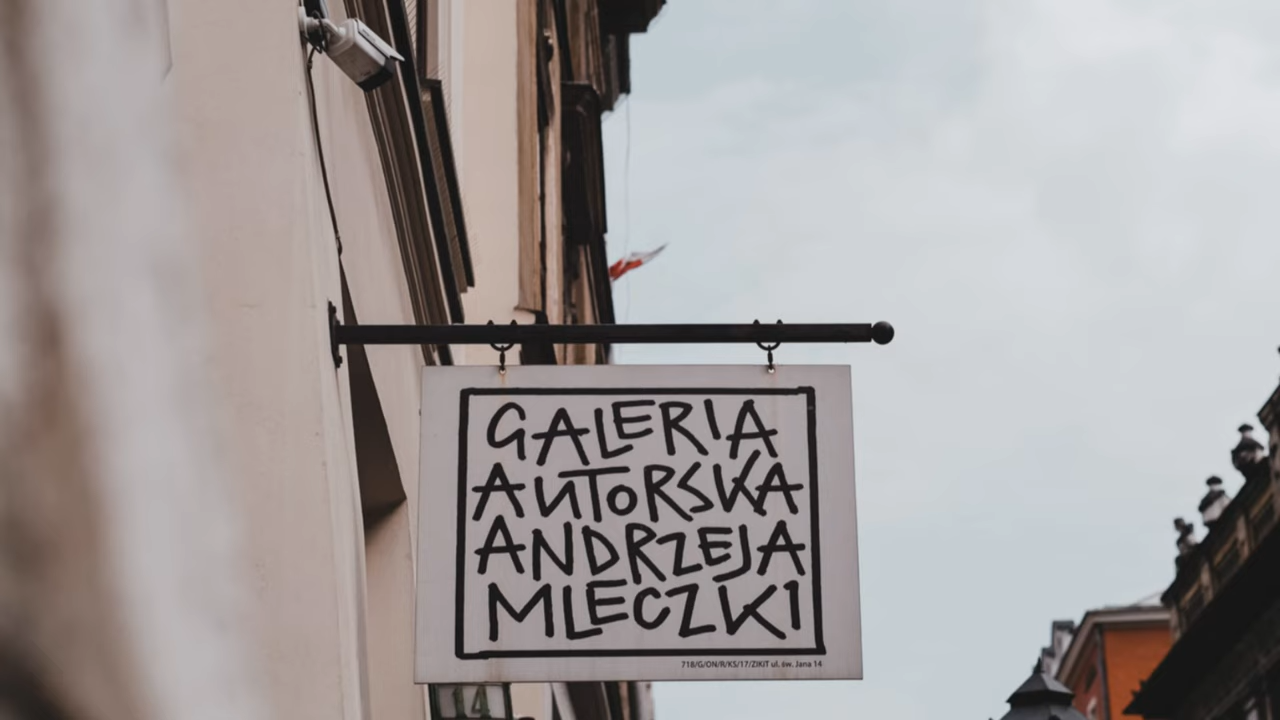 GALERIA
AUTORSKA
ANDRZEJA
MLECZKI
718/G/ON/R/KS/17/ZIKiT ul. św. Jana 14
14